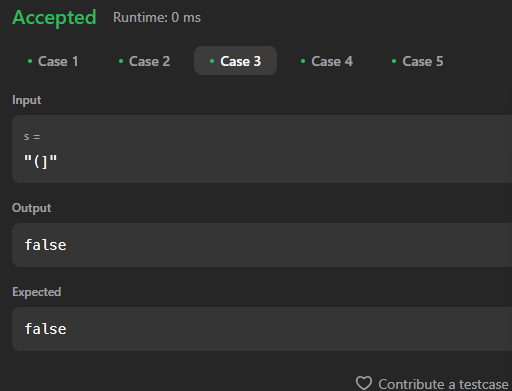 Accepted Runtime: 0 ms
• Case 1 • Case 2 • Case 3 • Case 4 • Case 5
Input
s =
"(]"
Output
false
Expected
false
Contribute a testcase